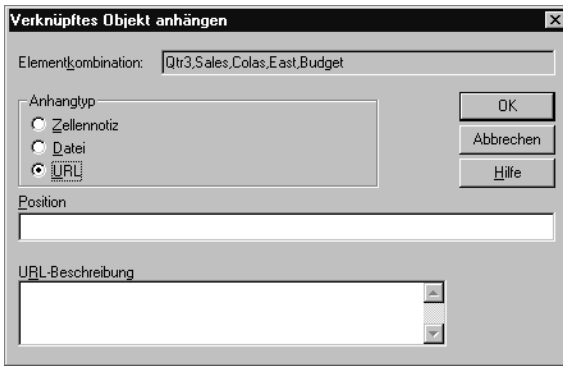 Verknüpftes Objekt anhängen
Elementkombination: Qtr3,Sales,Colas,East,Budget
Anhangtyp
Zellennotiz
Datei
URL
OK
Abbrechen
Hilfe
Position
URL-Beschreibung